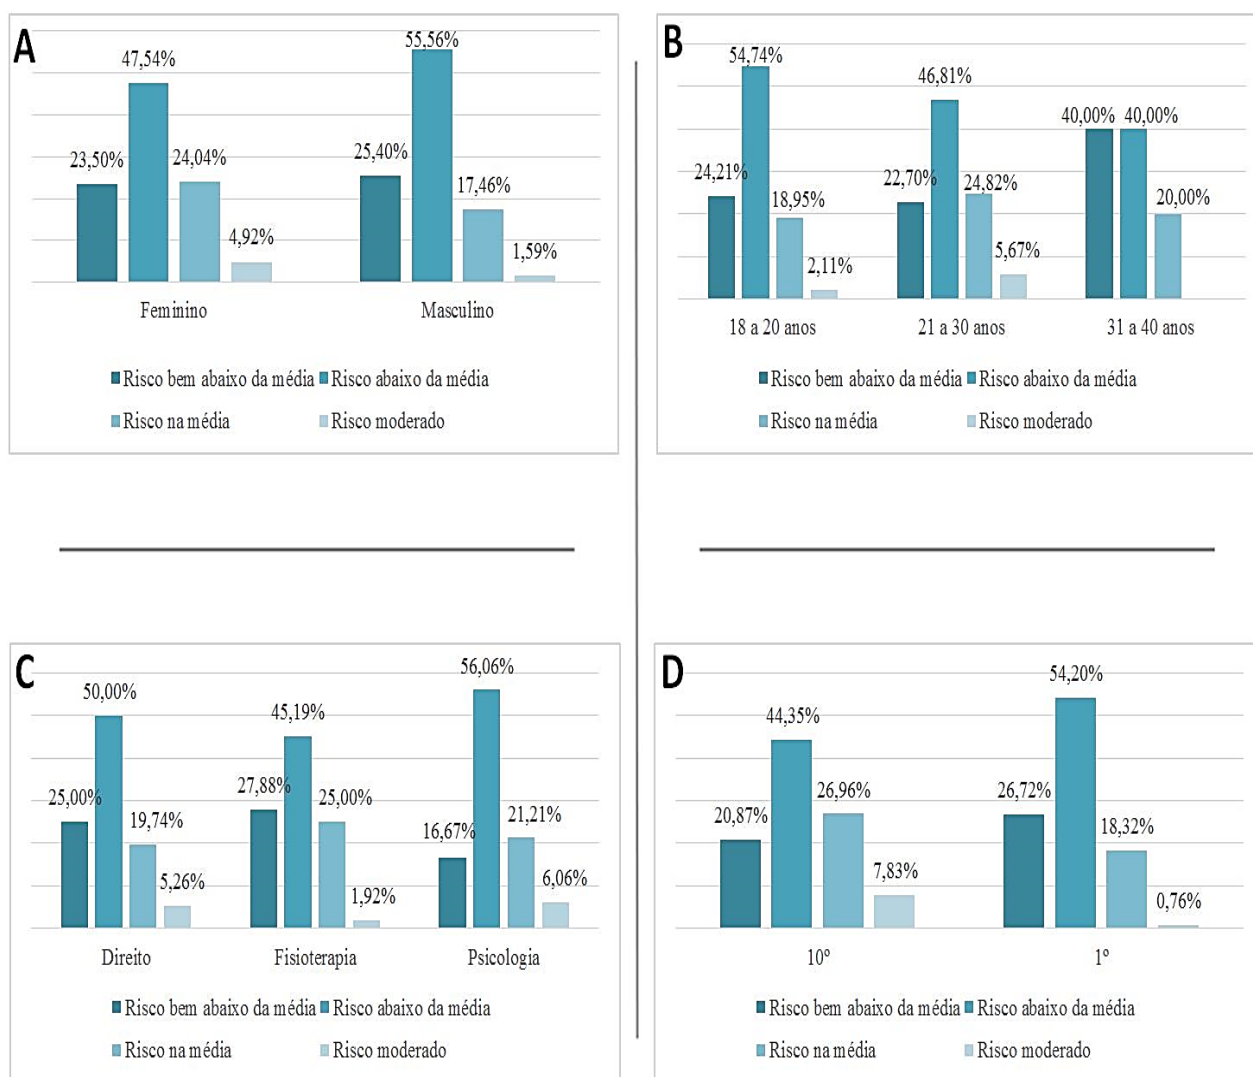 A
47,54%
55,56%
23,50%
24,04%
25,40%
17,46%
4,92%
1,59%
Feminino
Masculino
Risco bem abaixo da média
Risco abaixo da média
Risco na média
Risco moderado
B
54,74%
46,81%
40,00%
40,00%
24,21%
18,95%
22,70%
24,82%
20,00%
2,11%
5,67%
18 a 20 anos
21 a 30 anos
31 a 40 anos
Risco bem abaixo da média
Risco abaixo da média
Risco na média
Risco moderado
C
50,00%
45,19%
56,06%
25,00%
19,74%
27,88%
25,00%
16,67%
21,21%
5,26%
1,92%
6,06%
Direito
Fisioterapia
Psicologia
Risco bem abaixo da média
Risco abaixo da média
Risco na média
Risco moderado
D
44,35%
54,20%
20,87%
26,96%
26,72%
18,32%
7,83%
0,76%
10º
1º
Risco bem abaixo da média
Risco abaixo da média
Risco na média
Risco moderado